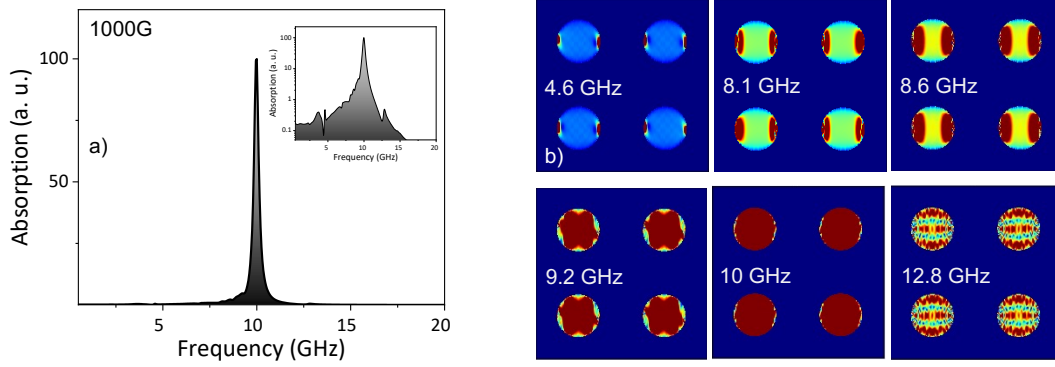 1000G
a)
Absorption (a. u.)
100
50
5
10
15
20
Frequency (GHz)
Absorption (a. u.)
100
10
1
0.1
5
10
15
20
Frequency (GHz)
4.6 GHz
8.1 GHz
8.6 GHz
b)
9.2 GHz
10 GHz
12.8 GHz